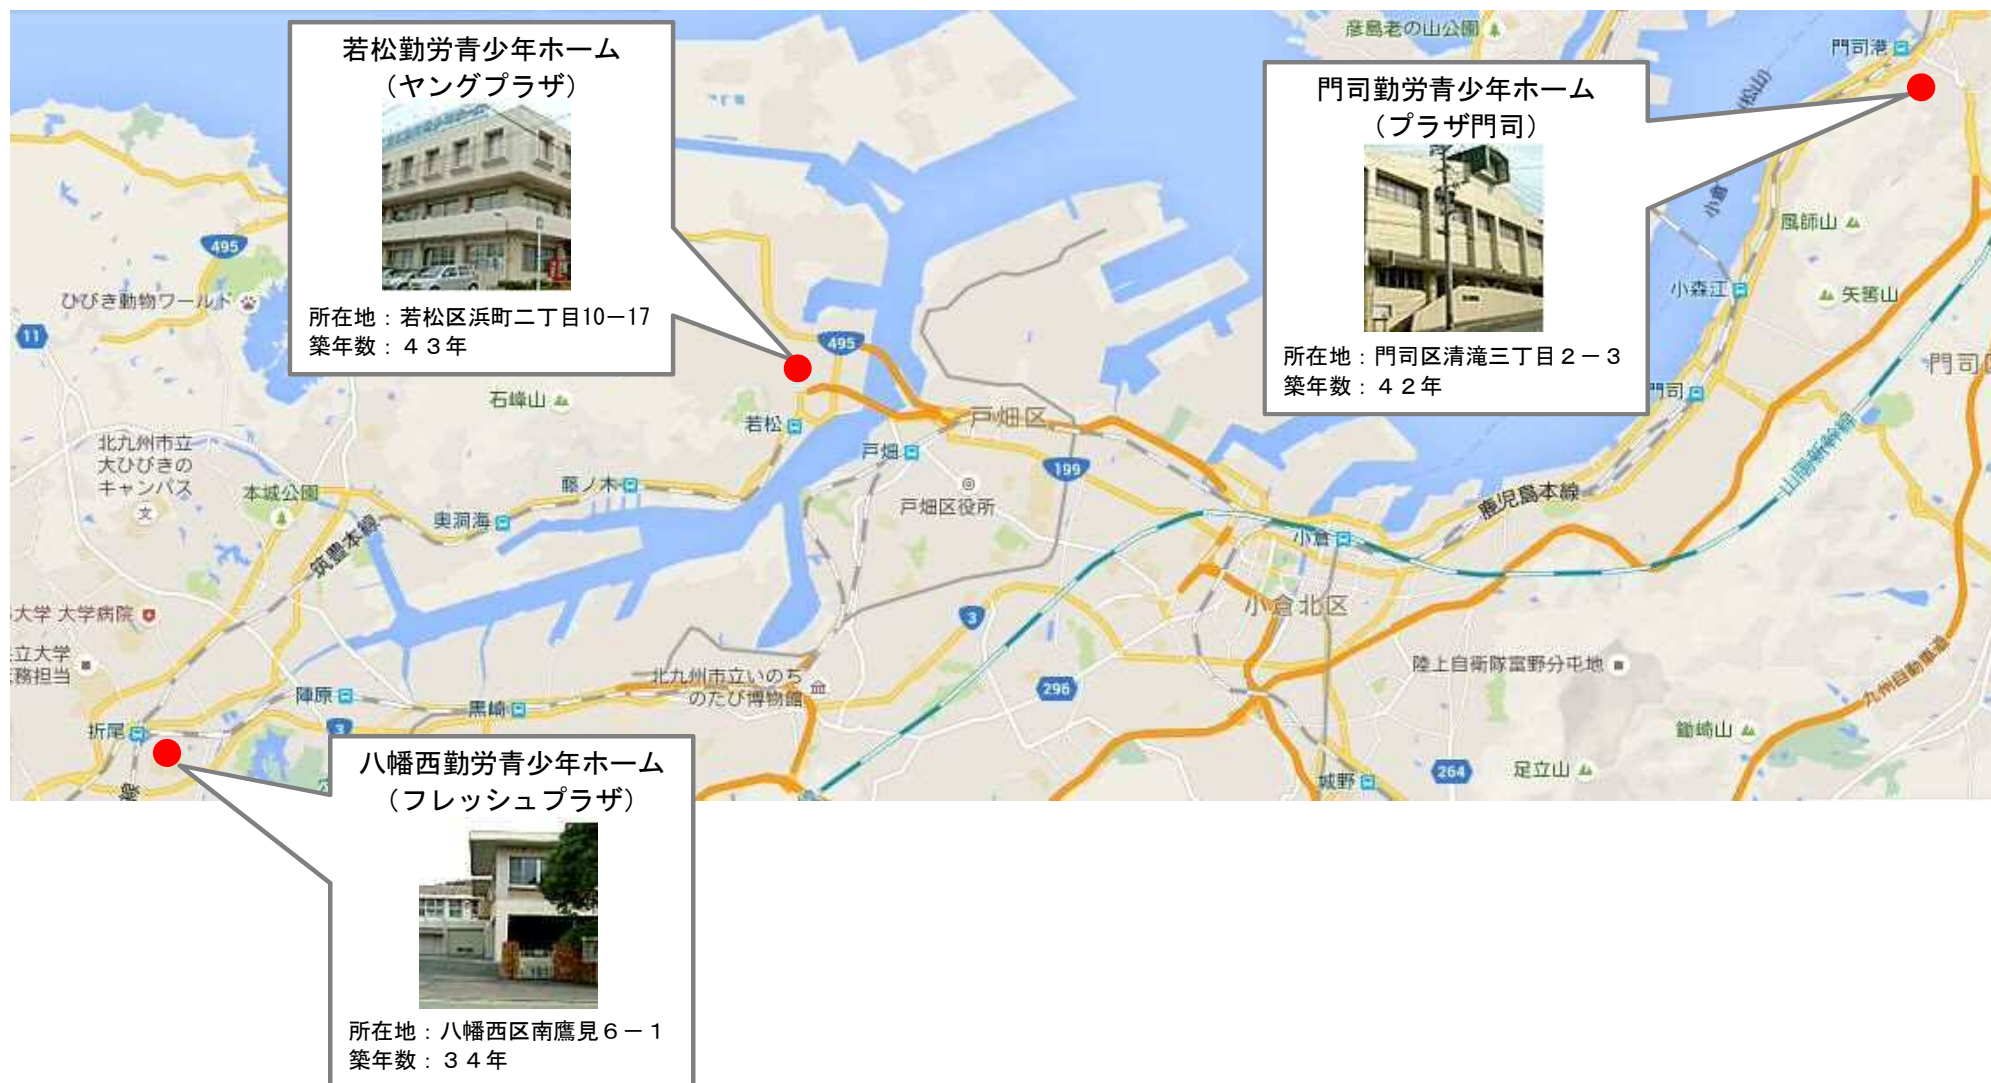 若松勤労青少年ホーム
（ヤングプラザ）
所在地：若松区浜町二丁目10－17
築年数：４３年
門司勤労青少年ホーム
（プラザ門司）
所在地：門司区清滝三丁目２－３
築年数：４２年
八幡西勤労青少年ホーム
（フレッシュプラザ）
所在地：八幡西区南鷹見６－１
築年数：３４年
彦島老の山公園
門司港
風師山
小森江
矢筈山
門司
門司区
495
ひびき動物ワールド
11
495
石峰山
若松
戸畑区
戸畑
199
北九州市立
大ひびきの
キャンパス
本城公園
藤ノ木
奥洞海
戸畑区役所
筑豊本線
鹿児島本線
山陽新幹線
小倉
小倉北区
3
大学 大学病院
立大学
務担当
北九州市立いのち
のたび博物館
296
陸上自衛隊富野分屯地
九州自動車道
陣原
黒崎
折尾
3
鋤崎山
足立山
264
城野